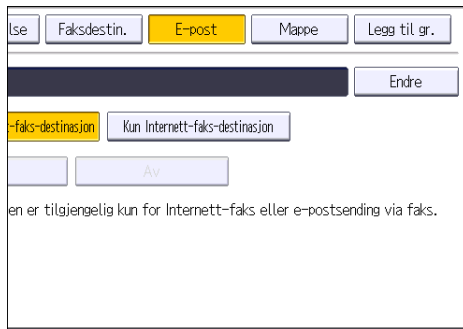 lse Faksdestin. E-post Mappe Legg til gr.
Endre
t-faks-destinasjon Kun Internett-faks-destinasjon
Av
en er tilgjengelig kun for Internett-faks eller e-postsending via faks.